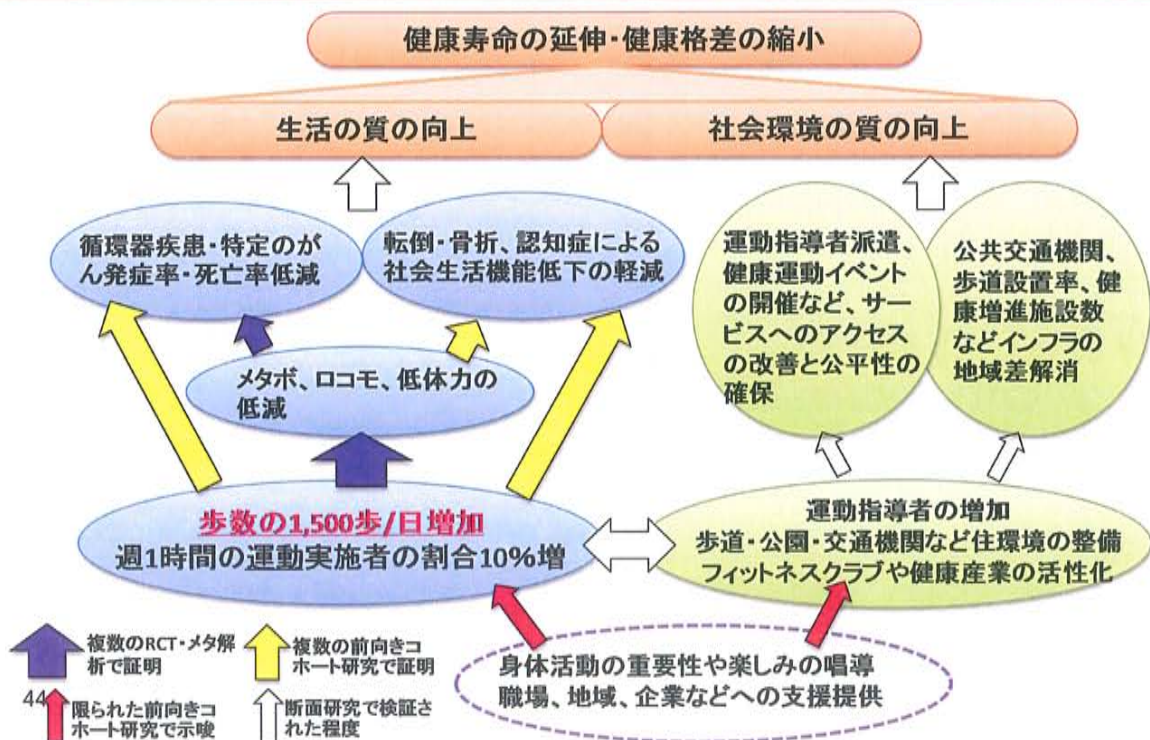 健康寿命の延伸・健康格差の縮小
生活の質の向上
社会環境の質の向上
循環器疾患・特定のが
ん発症率・死亡率低減
転倒・骨折、認知症による
社会生活機能低下の軽減
運動指導者派遣、
健康運動イベント
の開催など、サー
ビスへのアクセス
の改善と公平性の
確保
公共交通機関、
歩道設置率、健
康増進施設数
などインフラの
地域差解消
メタボ、ロコモ、低体力の
低減
歩数の1,500歩/日増加
週1時間の運動実施者の割合10%増
運動指導者の増加
歩道・公園・交通機関など住環境の整備
フィットネスクラブや健康産業の活性化
身体活動の重要性や楽しみの唱導
職場、地域、企業などへの支援提供
複数のRCT・メタ解
析で証明
複数の前向きコ
ホート研究で証明
44
限られた前向きコ
ホート研究で示唆
断面研究で検証さ
れた程度